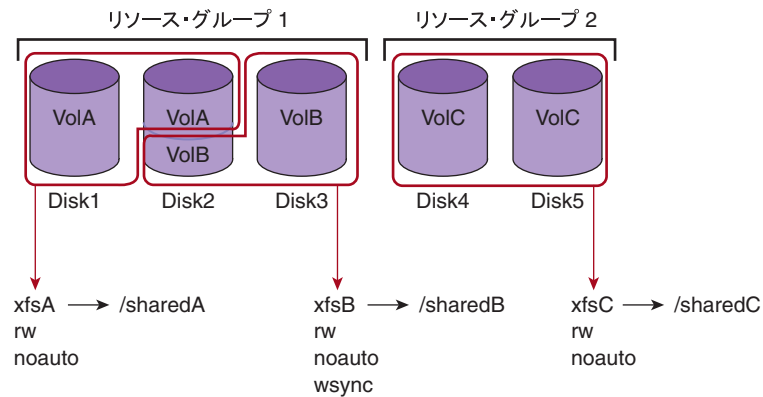 リソース・グループ 1
リソース・グループ 2
VolA
VolA
VolB
VolB
VolC
VolC
Disk1
Disk2
Disk3
Disk4
Disk5
xfsA
/sharedA
rw
noauto
xfsB
/sharedB
rw
noauto
wsync
xfsC
/sharedC
rw
noauto